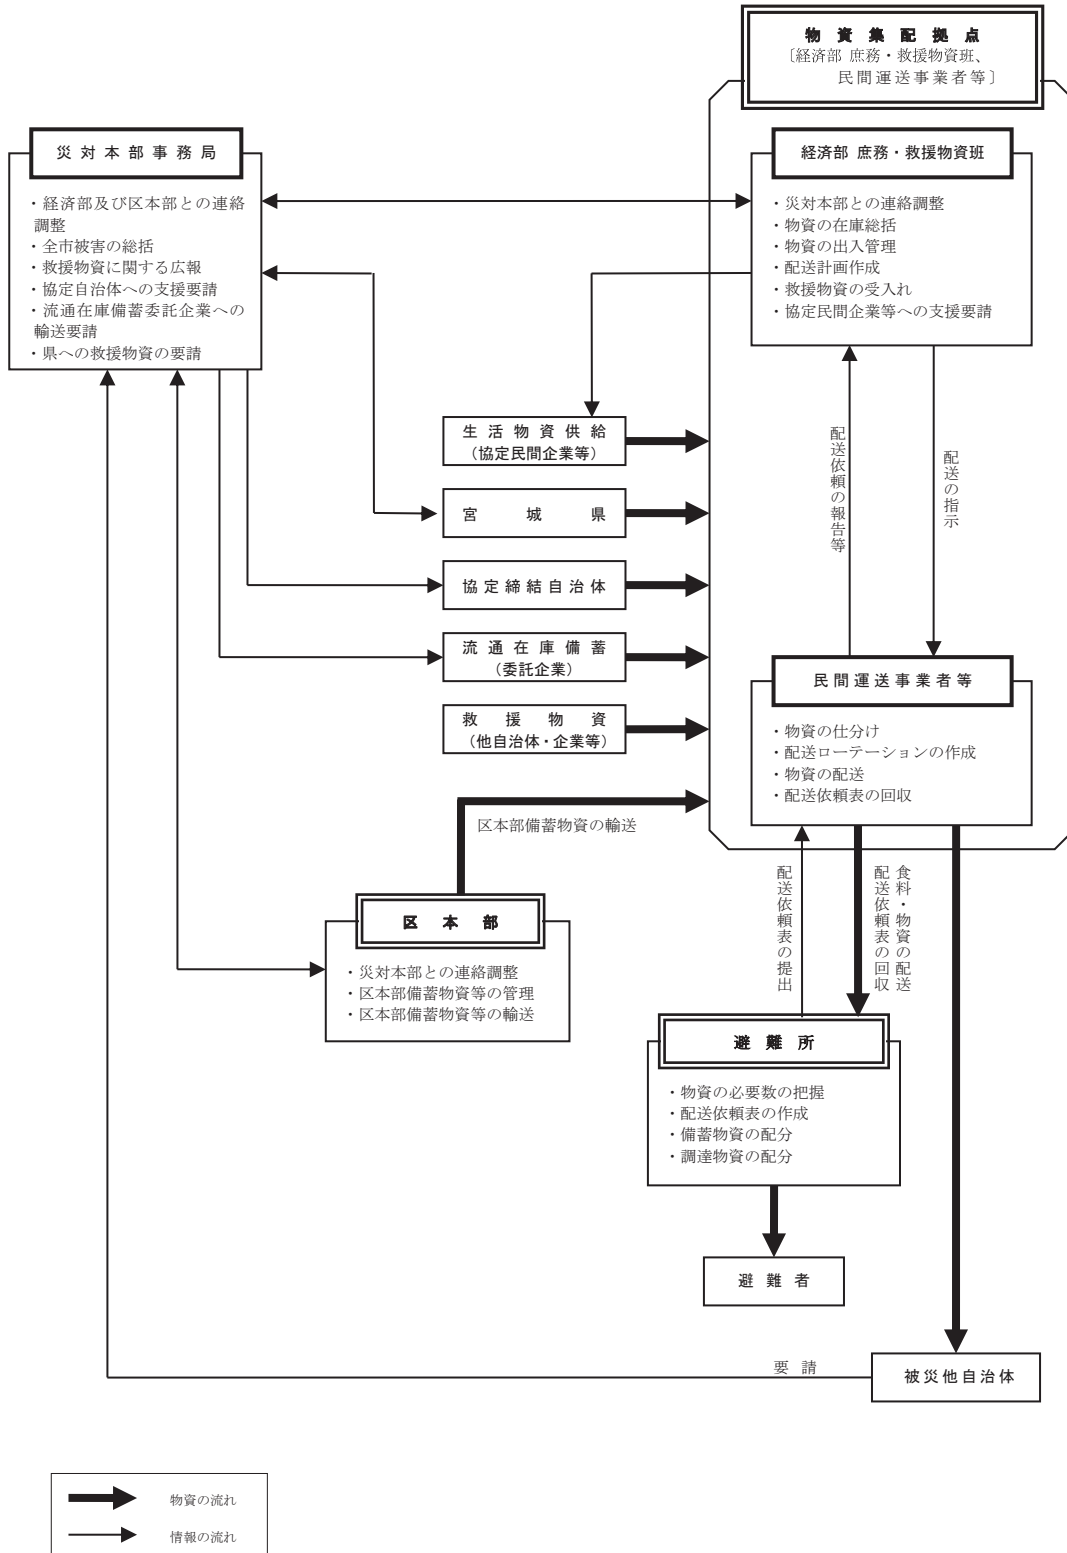 物資集配拠点
〔経済部 庶務・救援物資班、
民間運送事業者等〕
災対本部事務局
・経済部及び区本部との連絡
調整
・全市被害の総括
・救援物資に関する広報
・協定自治体への支援要請
・流通在庫備蓄委託企業への
輸送要請
・県への救援物資の要請
経済部 庶務・救援物資班
・災対本部との連絡調整
・物資の在庫総括
・物資の出入管理
・配送計画作成
・救援物資の受入れ
・協定民間企業等への支援要請
生活物資供給
（協定民間企業等）
宮城県
協定締結自治体
流通在庫備蓄
（委託企業）
救援物資
（他自治体・企業等）
配送依頼の報告等
配送の指示
民間運送事業者等
・物資の仕分け
・配送ローテーションの作成
・物資の配送
・配送依頼表の回収
区本部備蓄物資の輸送
区本部
・災対本部との連絡調整
・区本部備蓄物資等の管理
・区本部備蓄物資等の輸送
配送依頼表の提出
食料・物資の配送
配送依頼表の回収
避難所
・物資の必要数の把握
・配送依頼表の作成
・備蓄物資の配分
・調達物資の配分
避難者
要請
被災他自治体
物資の流れ
情報の流れ